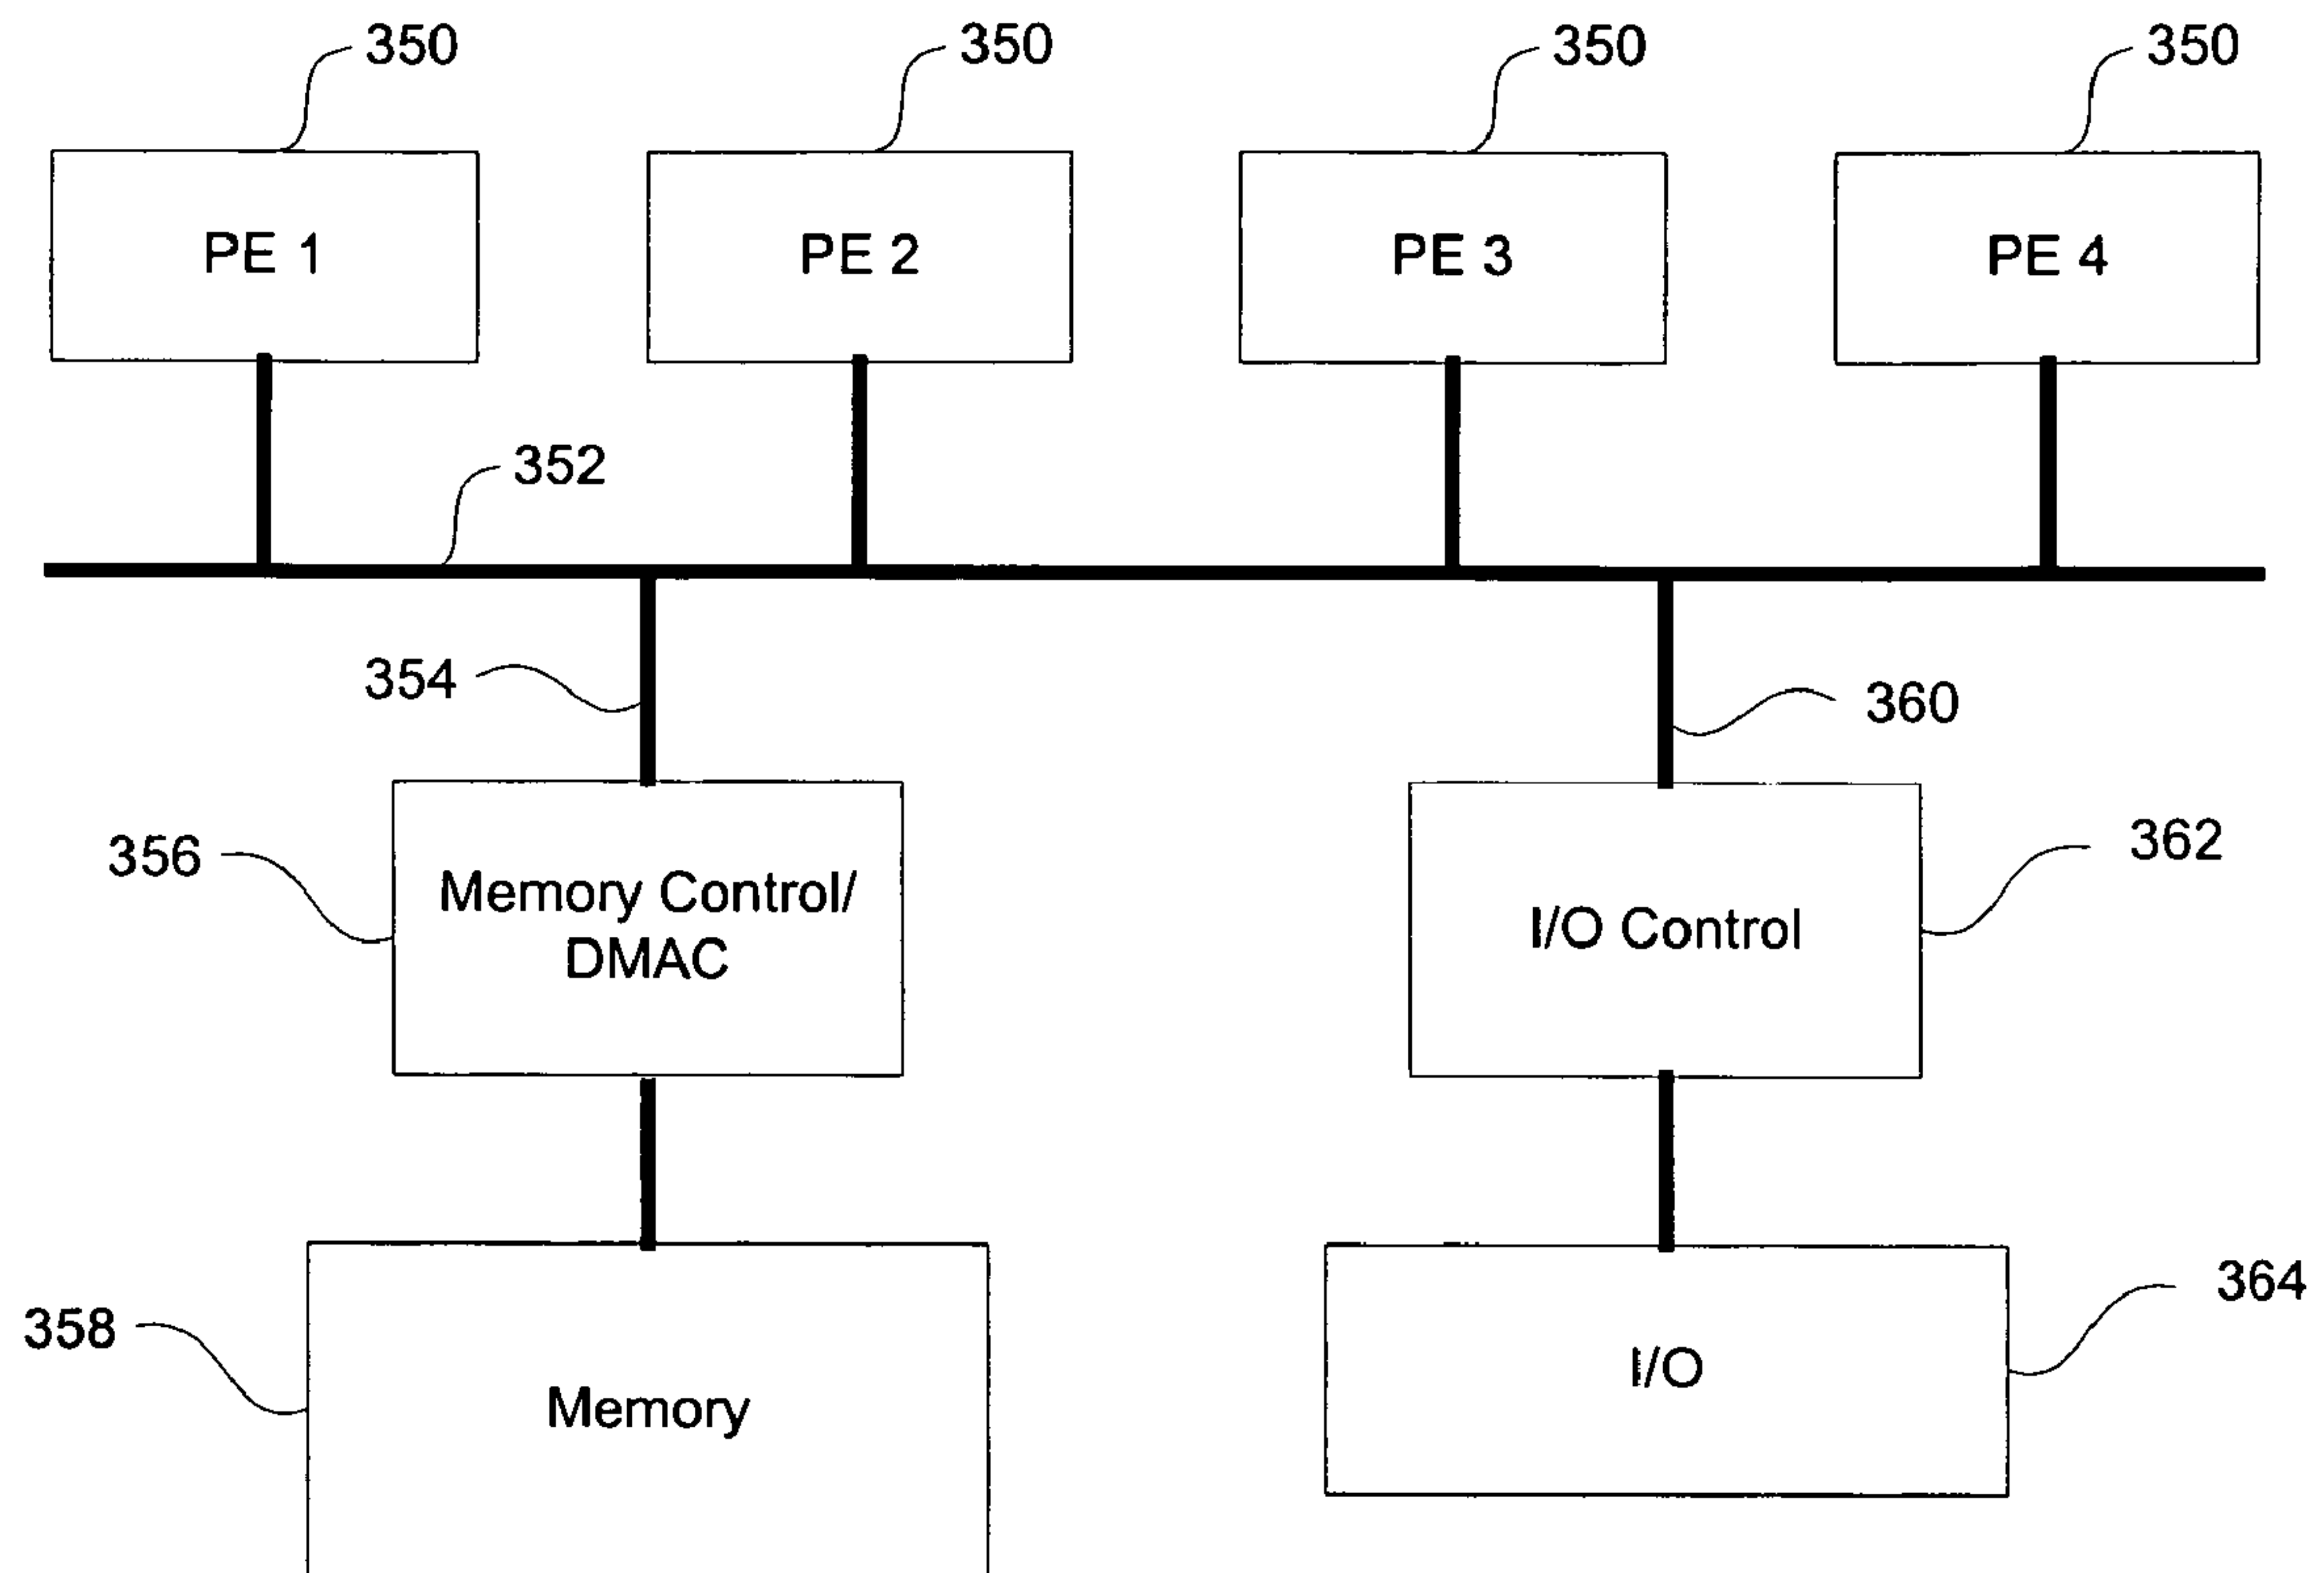 350
350
350
350
PE 1
PE 2
PE 3
PE 4
352
354
360
356
Memory Control/
DMAC
362
I/O Control
358
Memory
364
I/O